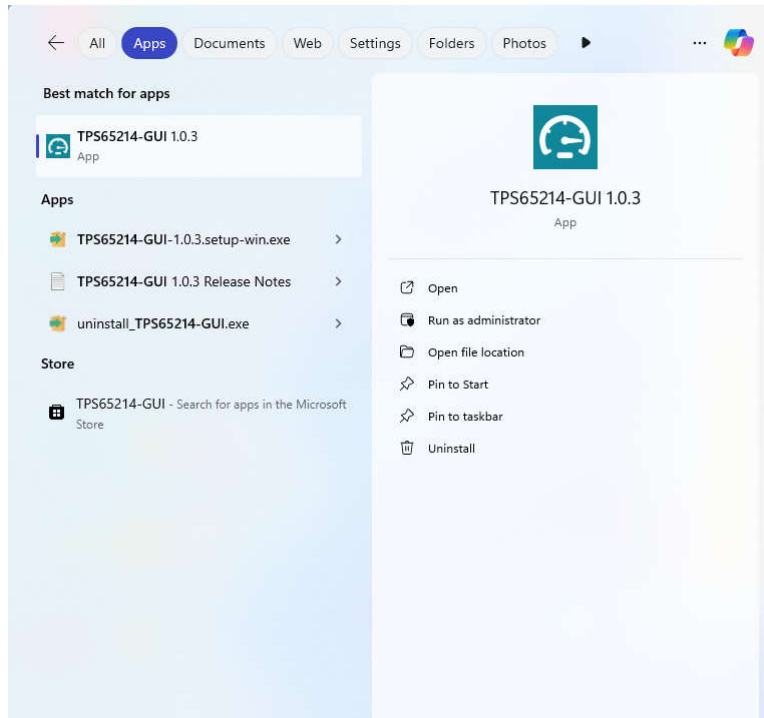 All Apps Documents Web Settings Folders Photos
Best match for apps
TPS65214-GUI 1.0.3
App
Apps
TPS65214-GUI-1.0.3.setup-win.exe
TPS65214-GUI 1.0.3 Release Notes
uninstall_TPS65214-GUI.exe
Store
TPS65214-GUI - Search for apps in the Microsoft
Store
TPS65214-GUI 1.0.3
App
Open
Run as administrator
Open file location
Pin to Start
Pin to taskbar
Uninstall